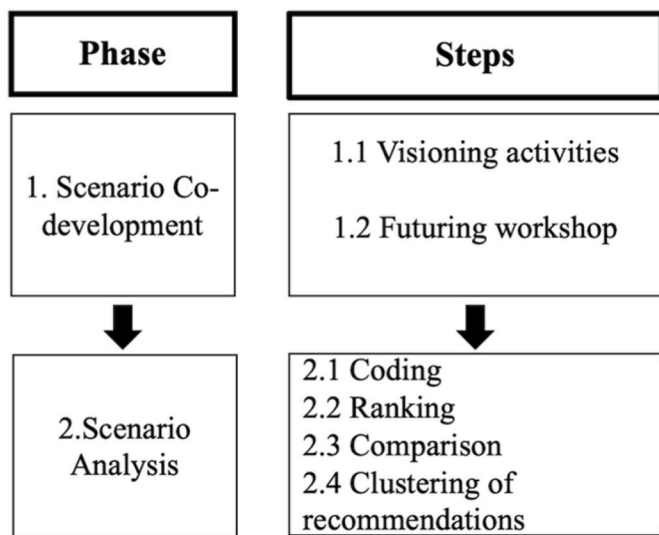 Phase
Steps
1. Scenario Co-
development
1.1 Visioning activities
1.2 Futuring workshop
2.Scenario
Analysis
2.1 Coding
2.2 Ranking
2.3 Comparison
2.4 Clustering of
recommendations